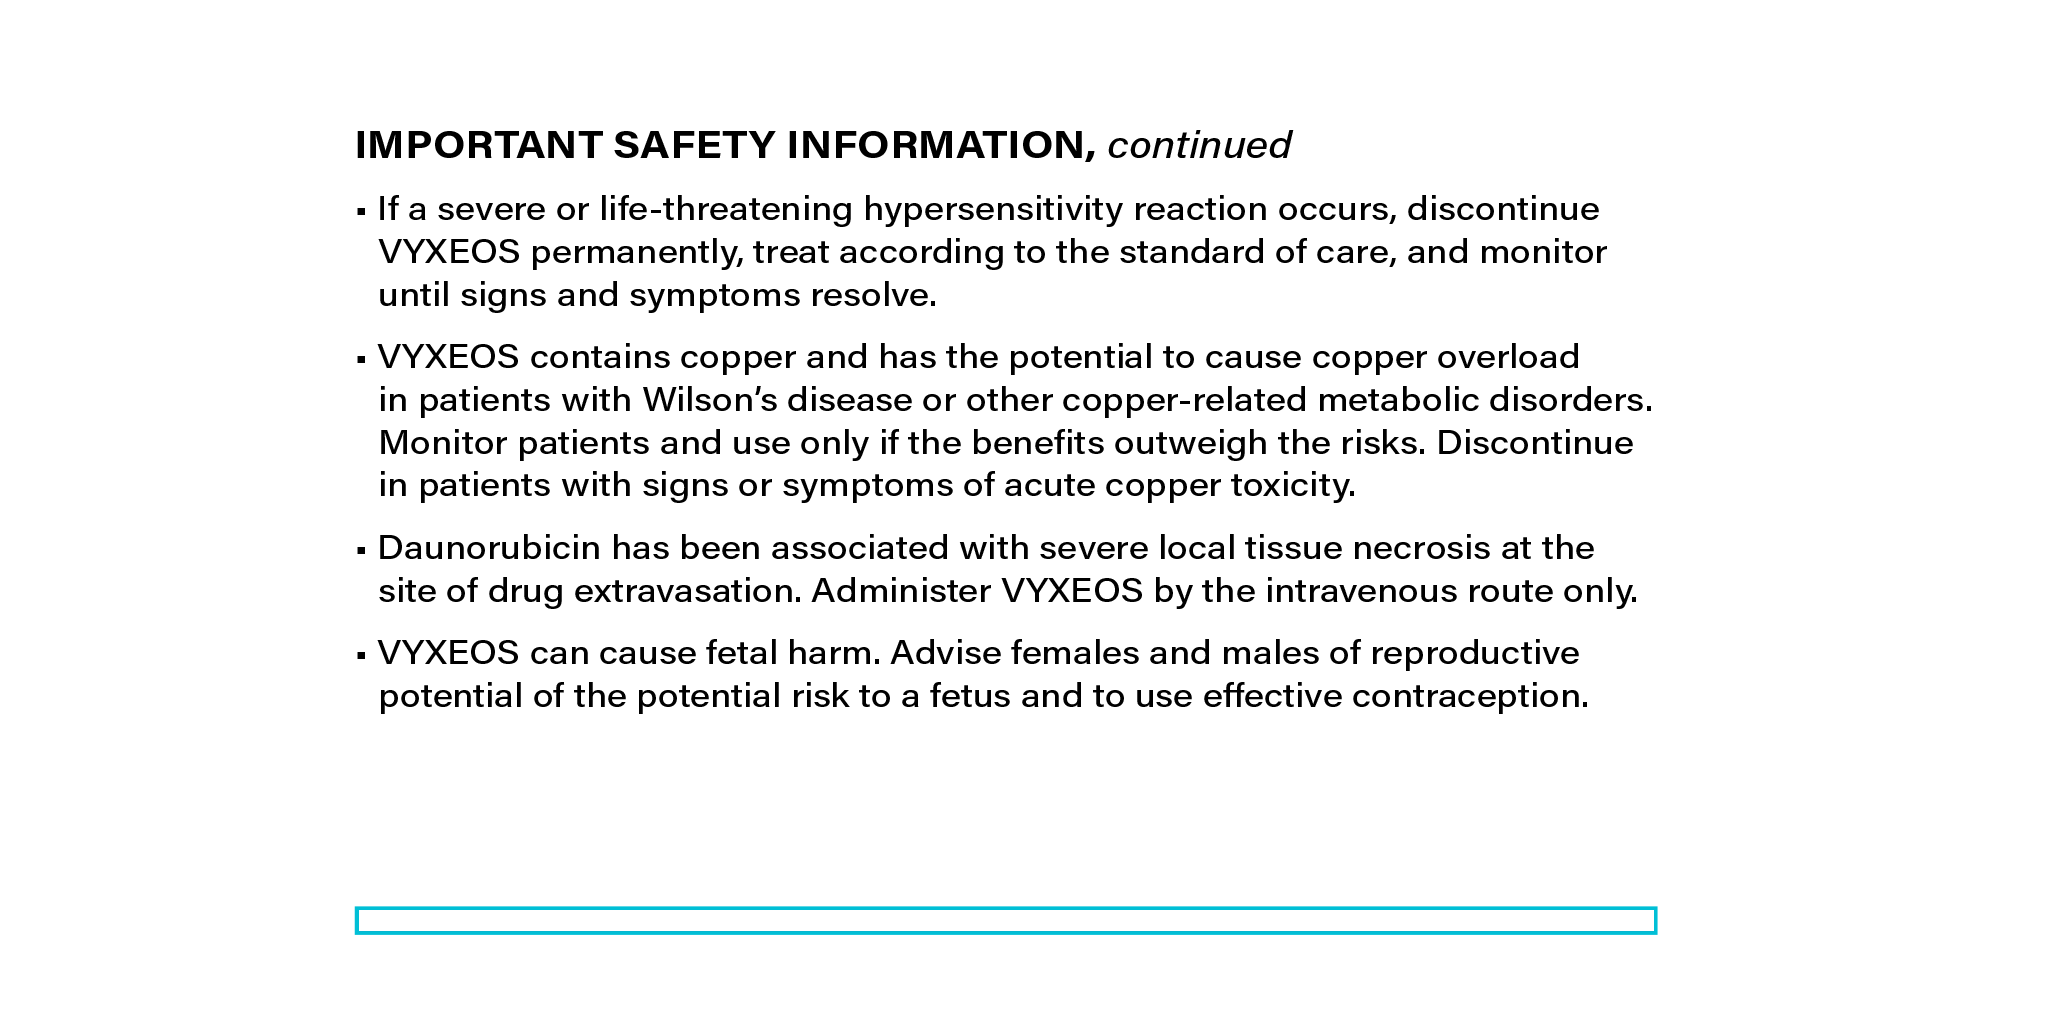 IMPORTANT SAFETY INFORMATION, continued
▪ If a severe or life-threatening hypersensitivity reaction occurs, discontinue
VYXEOS permanently, treat according to the standard of care, and monitor
until signs and symptoms resolve.
▪ VYXEOS contains copper and has the potential to cause copper overload
in patients with Wilson’s disease or other copper-related metabolic disorders.
Monitor patients and use only if the benefits outweigh the risks. Discontinue
in patients with signs or symptoms of acute copper toxicity.
▪ Daunorubicin has been associated with severe local tissue necrosis at the
site of drug extravasation. Administer VYXEOS by the intravenous route only.
▪ VYXEOS can cause fetal harm. Advise females and males of reproductive
potential of the potential risk to a fetus and to use effective contraception.